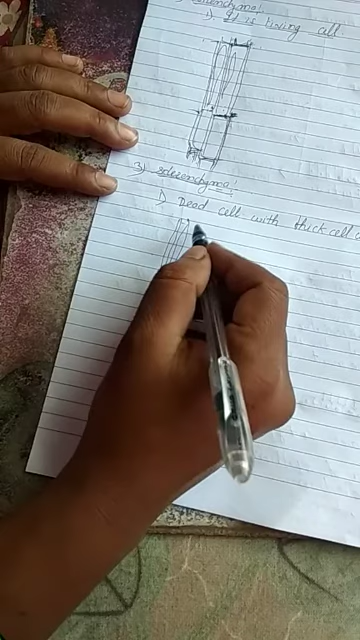 1) It is living cell
3) sclerenchyma:
1) Dead cell with thick cell